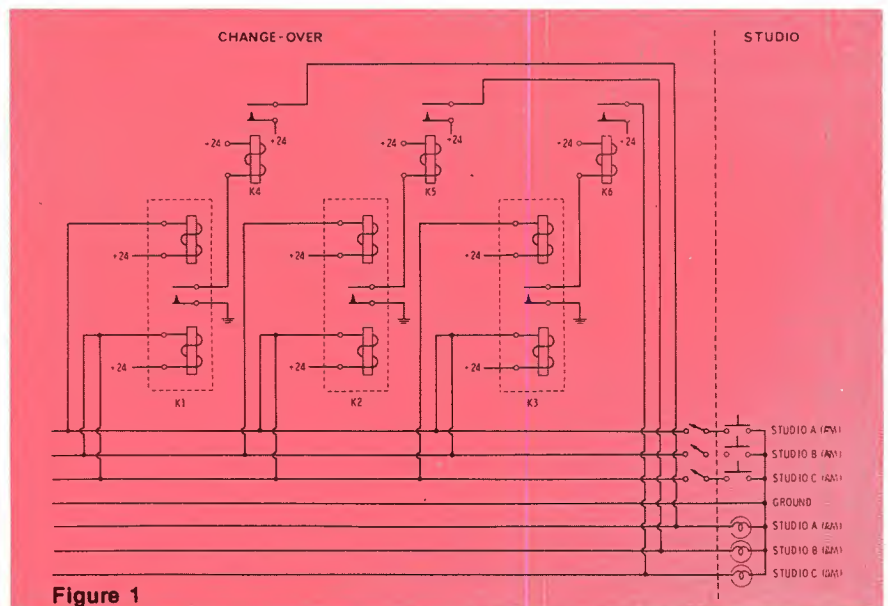 CHANGE-OVER
STUDIO
+24
+24
+24
+24
+24
+24
K4
K5
K6
+24
+24
+24
+24
+24
+24
K1
K2
K3
STUDIO A (AM)
STUDIO B (AM)
STUDIO C (AM)
GROUND
STUDIO A (AM)
STUDIO B (AM)
STUDIO C (AM)
Figure 1